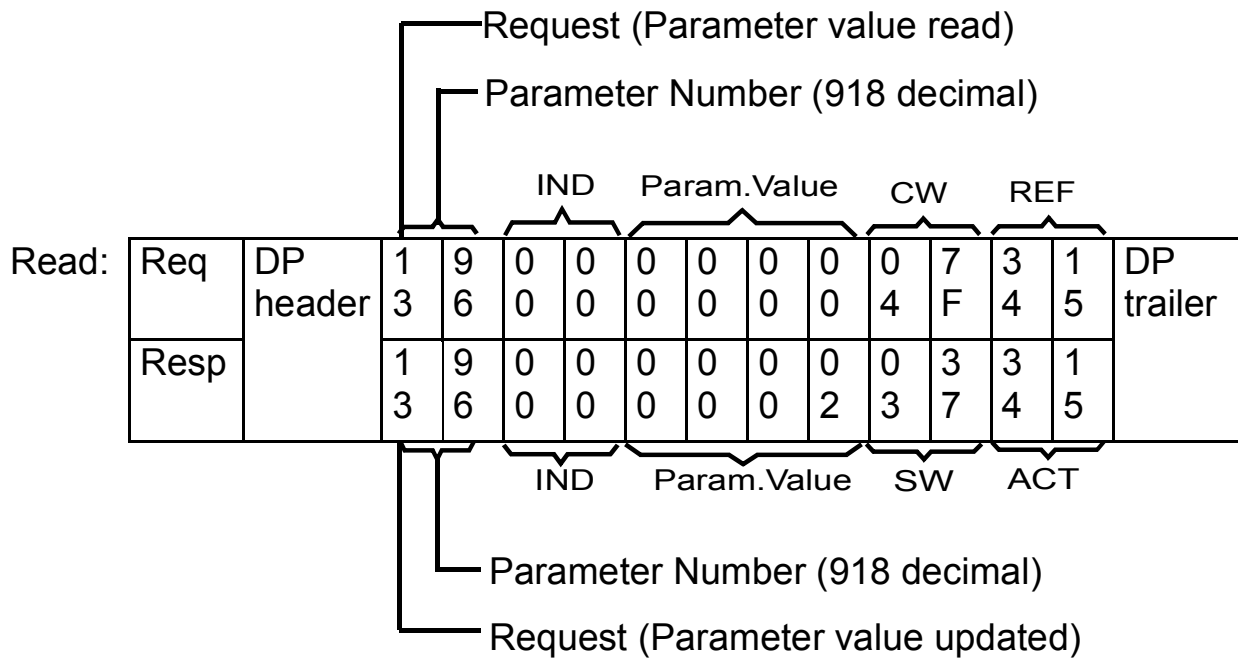 Request (Parameter value read)
Parameter Number (918 decimal)
IND Param.Value CW REF
Read: Req DP 1 9 0 0 0 0 0 0 0 7 3 1 DP
header 3 6 0 0 0 0 0 0 4 F 4 5 trailer
Resp 1 9 0 0 0 0 0 0 0 3 3 1
3 6 0 0 0 0 0 2 3 7 4 5
IND Param.Value SW ACT
Parameter Number (918 decimal)
Request (Parameter value updated)